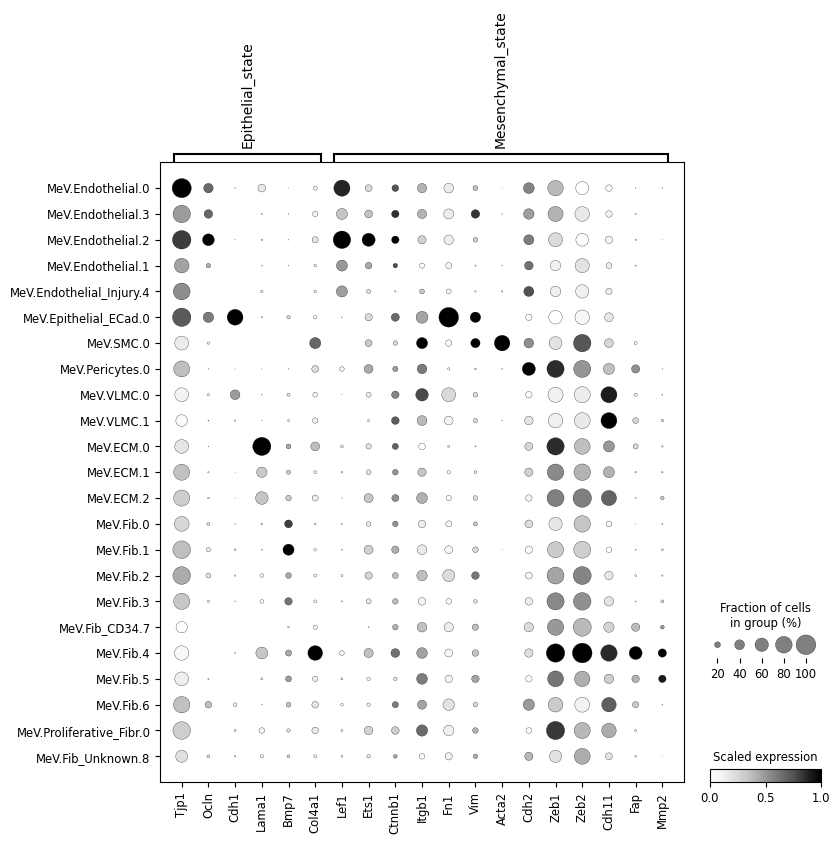 Epithelial_state
Mesenchymal_state
MeV.Endothelial.0
MeV.Endothelial.3
MeV.Endothelial.2
MeV.Endothelial.1
MeV.Endothelial_Injury.4
MeV.Epithelial_ECad.0
MeV.SMC.0
MeV.Pericytes.0
MeV.VLMC.0
MeV.VLMC.1
MeV.ECM.0
MeV.ECM.1
MeV.ECM.2
MeV.Fib.0
MeV.Fib.1
MeV.Fib.2
MeV.Fib.3
MeV.Fib_CD34.7
MeV.Fib.4
MeV.Fib.5
MeV.Fib.6
MeV.Proliferative_Fibr.0
MeV.Fib_Unknown.8
Tjp1
Ocln
Cdh1
Lama1
Bmp7
Col4a1
Lef1
Ets1
Ctnnb1
Itgb1
Fn1
Vim
Acta2
Cdh2
Zeb1
Zeb2
Cdh11
Fap
Mmp2
Fraction of cells
in group (%)
20 40 60 80 100
Scaled expression
0.0 0.5 1.0